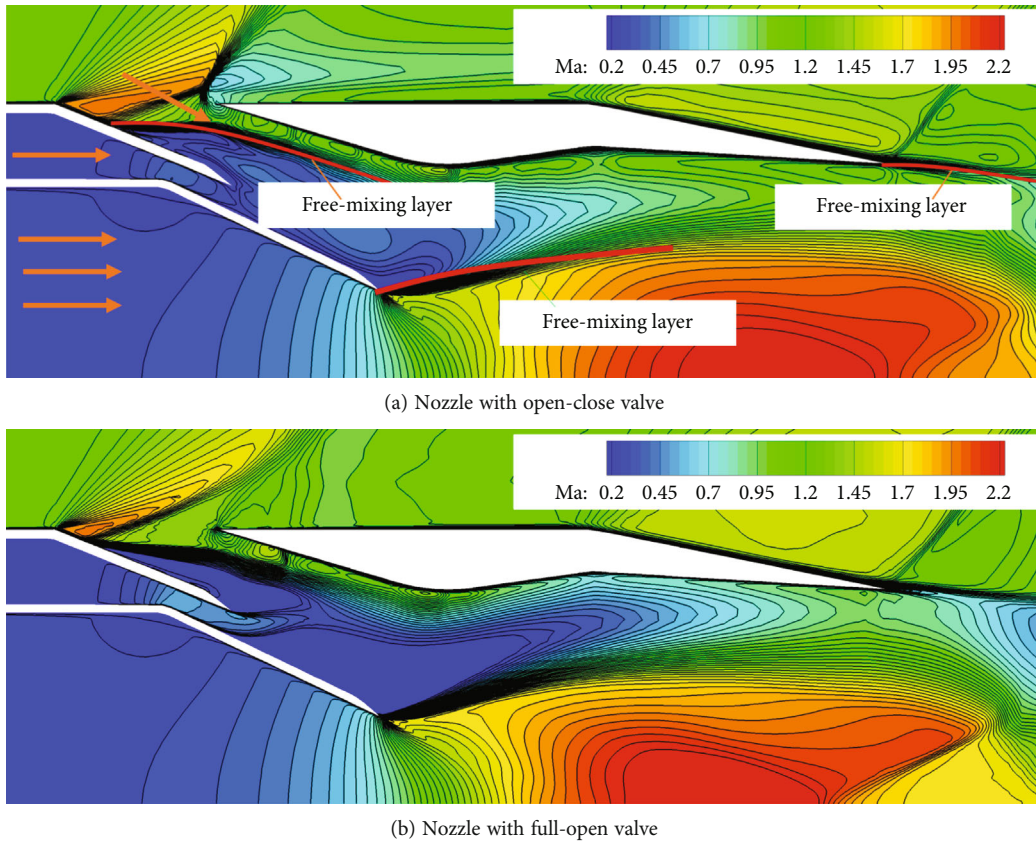 Ma: 0.2 0.45 0.7 0.95 1.2 1.45 1.7 1.95 2.2
Free-mixing layer
Free-mixing layer
Free-mixing layer
(a) Nozzle with open-close valve
Ma: 0.2 0.45 0.7 0.95 1.2 1.45 1.7 1.95 2.2
(b) Nozzle with full-open valve